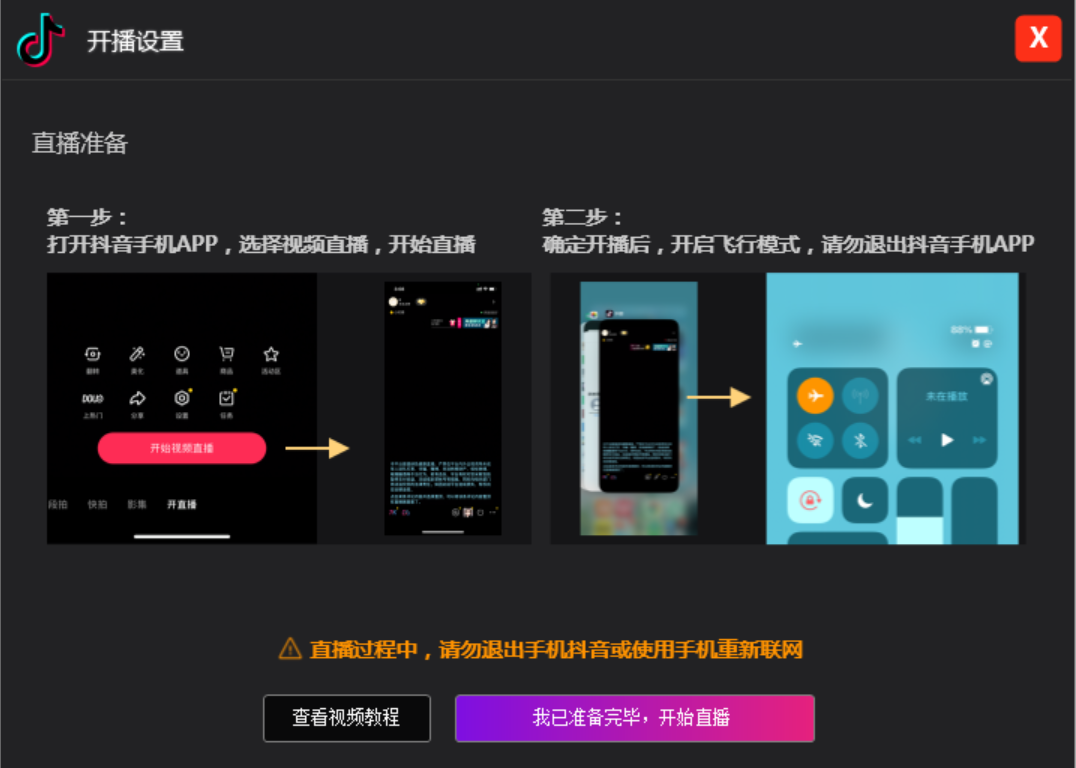 开播设置
X
直播准备
第一步：
打开抖音手机APP，选择视频直播，开始直播
第二步：
确定开播后，开启飞行模式，请勿退出抖音手机APP
翻转
美化
道具
商品
活动区
DOU+
上热门
分享
设置
任务
开始视频直播
段拍
快拍
影集
开直播
88%
未在播放
直播过程中，请勿退出手机抖音或使用手机重新联网
查看视频教程
我已准备完毕，开始直播